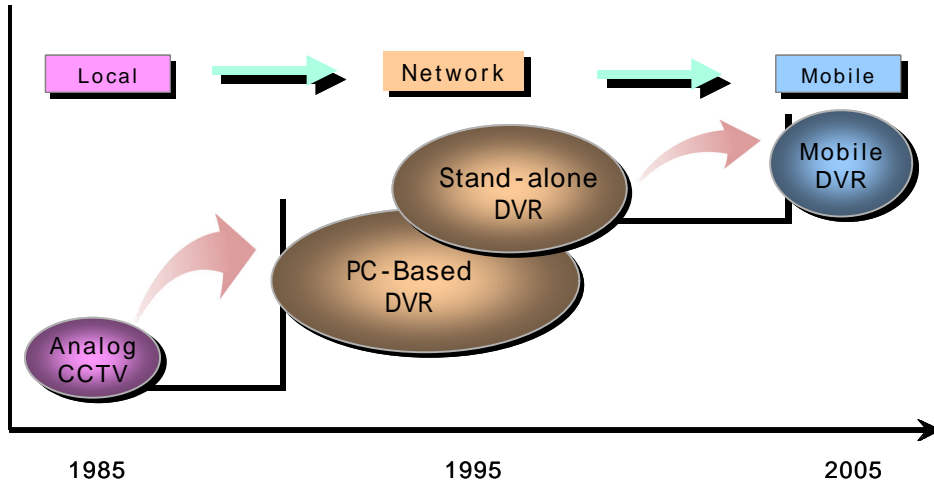 Local
Network
Mobile
Stand-alone
DVR
Mobile
DVR
PC-Based
DVR
Analog
CCTV
1985
1995
2005